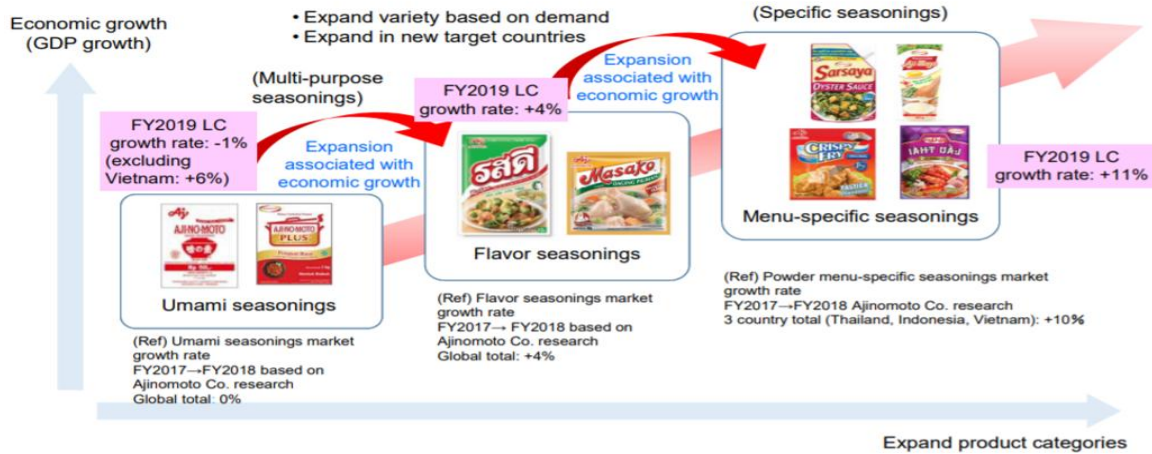 Economic growth
(GDP growth)
• Expand variety based on demand
• Expand in new target countries
(Specific seasonings)
(Multi-purpose
seasonings)
FY2019 LC
growth rate: -1%
(excluding
Vietnam: +6%)
Expansion
associated with
economic growth
FY2019 LC
growth rate: +4%
Expansion
associated with
economic growth
FY2019 LC
growth rate: +11%
AJI-NO-MOTO
AJI-NO-MOTO
PLUS
Umami seasonings
รสดี
Masako
Flavor seasonings
Sarsaya
OYSTER SAUCE
CRISPY
FRY
Menu-specific seasonings
(Ref) Umami seasonings market
growth rate
FY2017→FY2018 based on
Ajinomoto Co. research
Global total: 0%
(Ref) Flavor seasonings market
growth rate
FY2017→ FY2018 based on
Ajinomoto Co. research
Global total: +4%
(Ref) Powder menu-specific seasonings market
growth rate
FY2017→FY2018 Ajinomoto Co. research
3 country total (Thailand, Indonesia, Vietnam): +10%
Expand product categories